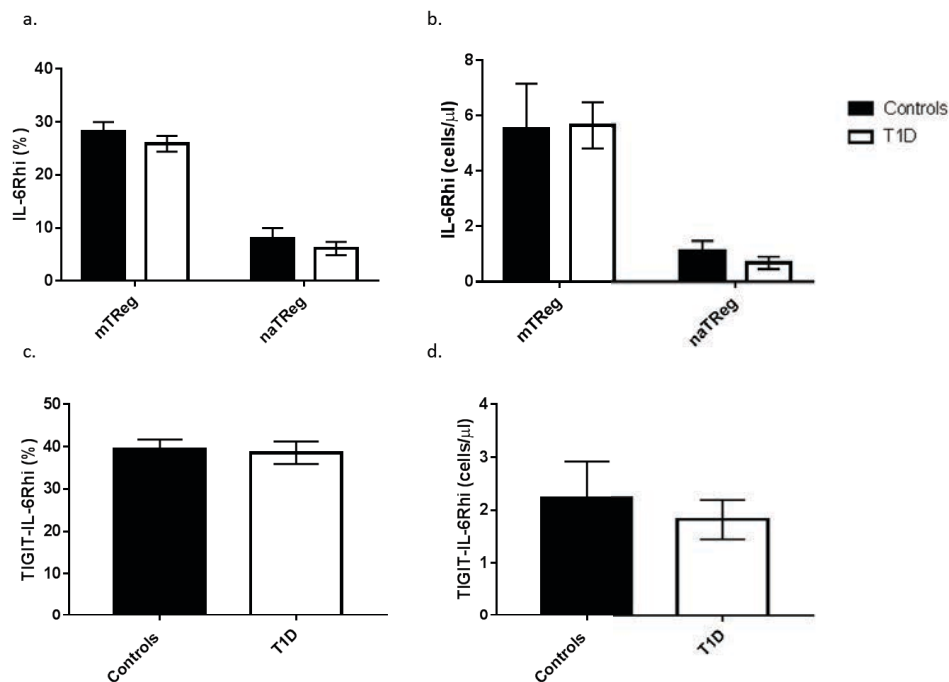 a.
IL-6Rhi (%)
40
30
20
10
0
mTReg
naTReg
b.
IL-6Rhi (cells/µl)
8
6
4
2
0
mTReg
naTReg
Controls
T1D
c.
TIGIT-IL-6Rhi (%)
50
40
30
20
10
0
Controls
T1D
d.
TIGIT-IL-6Rhi (cells/µl)
4
3
2
1
0
Controls
T1D